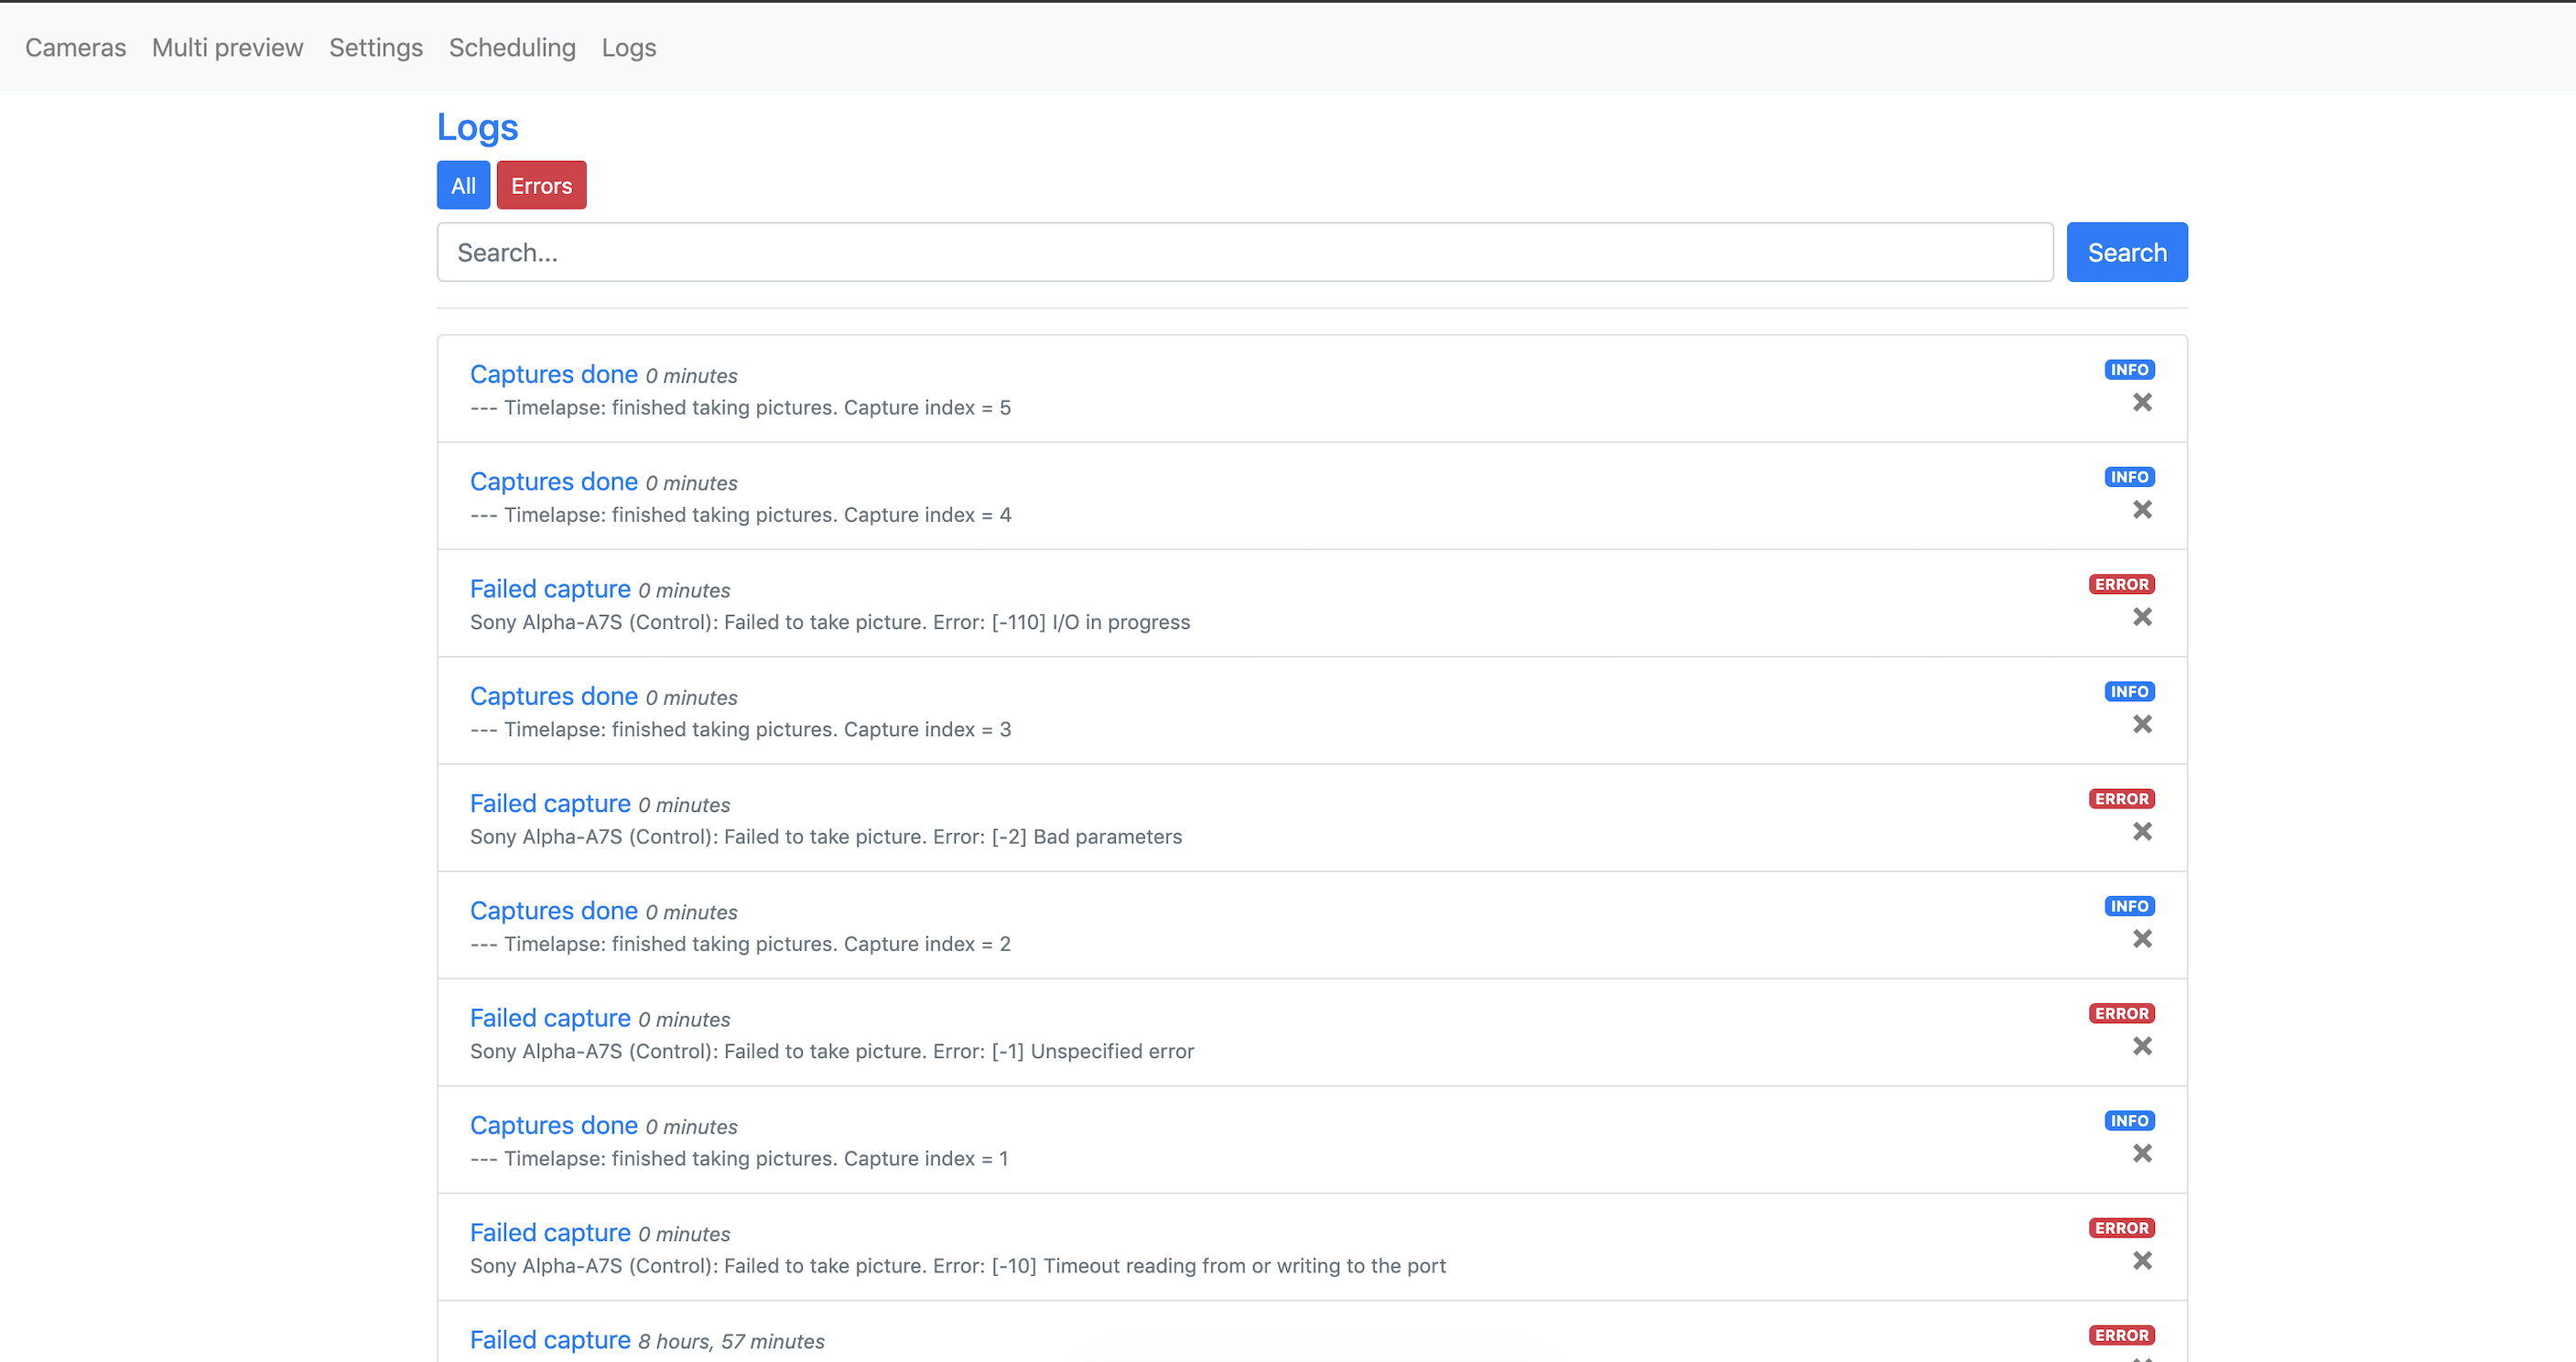 Cameras Multi preview Settings Scheduling Logs
Logs
All Errors
Search... Search
Captures done 0 minutes INFO
--- Timelapse: finished taking pictures. Capture index = 5
Captures done 0 minutes INFO
--- Timelapse: finished taking pictures. Capture index = 4
Failed capture 0 minutes ERROR
Sony Alpha-A7S (Control): Failed to take picture. Error: [-110] I/O in progress
Captures done 0 minutes INFO
--- Timelapse: finished taking pictures. Capture index = 3
Failed capture 0 minutes ERROR
Sony Alpha-A7S (Control): Failed to take picture. Error: [-2] Bad parameters
Captures done 0 minutes INFO
--- Timelapse: finished taking pictures. Capture index = 2
Failed capture 0 minutes ERROR
Sony Alpha-A7S (Control): Failed to take picture. Error: [-1] Unspecified error
Captures done 0 minutes INFO
--- Timelapse: finished taking pictures. Capture index = 1
Failed capture 0 minutes ERROR
Sony Alpha-A7S (Control): Failed to take picture. Error: [-10] Timeout reading from or writing to the port
Failed capture 8 hours, 57 minutes ERROR